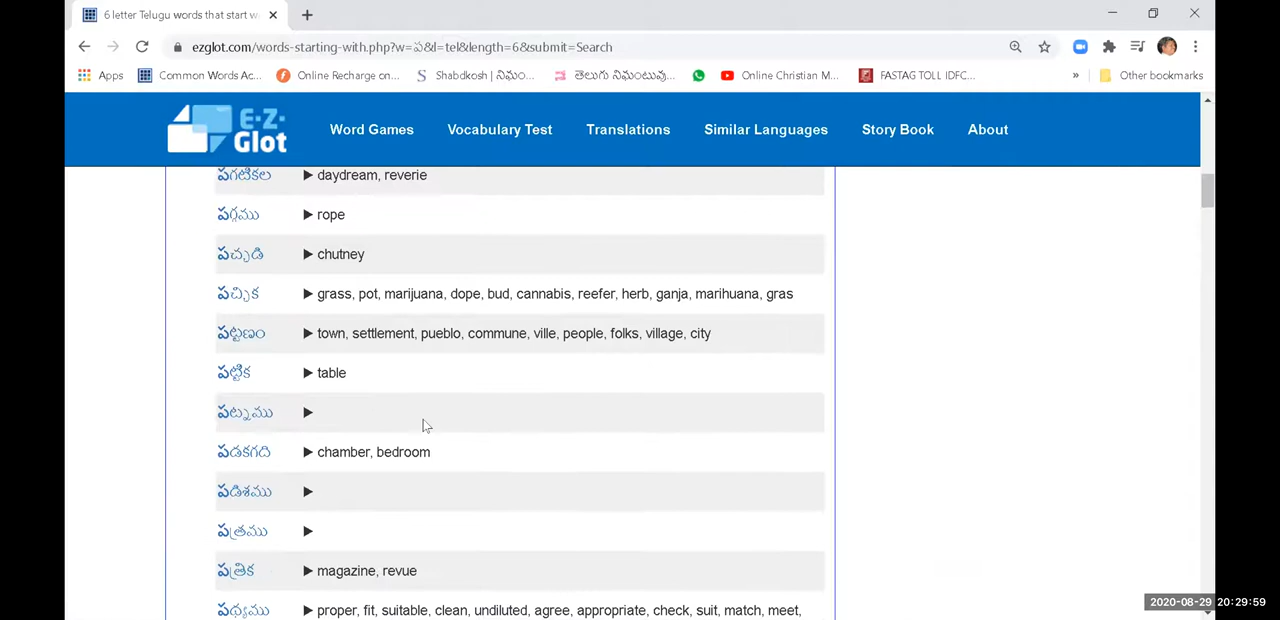 6 letter Telugu words that start w
ezglot.com/words-starting-with.php?w=ప&l=tel&length=6&submit=Search
Apps Common Words Ac... Online Recharge on... Shabdkosh | నిఘం... తెలుగు నిఘంటువు... Online Christian M... FASTAG TOLL IDFC... » Other bookmarks
E·Z· Glot Word Games Vocabulary Test Translations Similar Languages Story Book About
పగటికల ▶ daydream, reverie
పగ్గము ▶ rope
పచ్చడి ▶ chutney
పచ్చిక ▶ grass, pot, marijuana, dope, bud, cannabis, reefer, herb, ganja, marihuana, gras
పట్టణం ▶ town, settlement, pueblo, commune, ville, people, folks, village, city
పట్టిక ▶ table
పట్నము ▶
పడకగది ▶ chamber, bedroom
పడిశము ▶
పత్రము ▶
పత్రిక ▶ magazine, revue
పథ్యము ▶ proper, fit, suitable, clean, undiluted, agree, appropriate, check, suit, match, meet,
2020-08-29 20:29:59